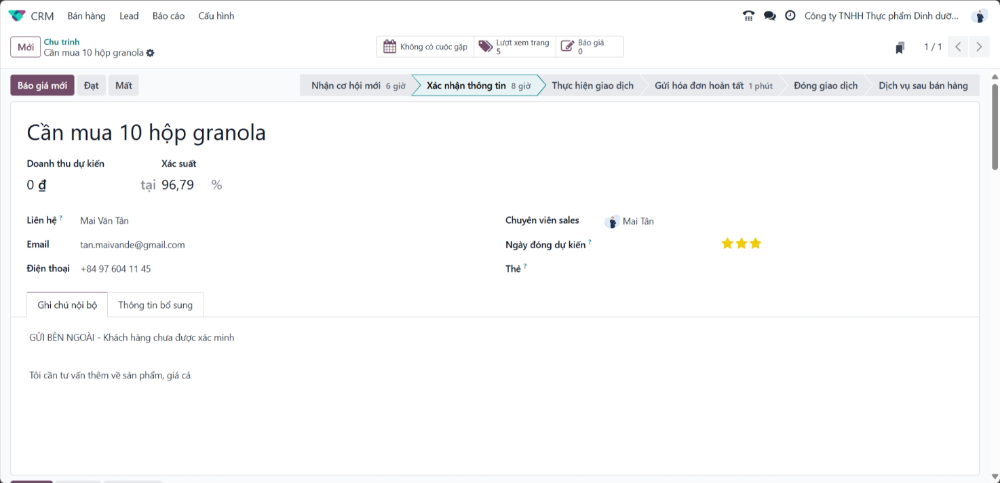 CRM Bán hàng Lead Báo cáo Cấu hình Công ty TNHH Thực phẩm Dinh dưỡ...
Mới
Chu trình
Cần mua 10 hộp granola
Không có cuộc gặp
Lượt xem trang
5
Báo giá
0
1 / 1
Báo giá mới Đạt Mất
Nhận cơ hội mới 6 giờ Xác nhận thông tin 8 giờ Thực hiện giao dịch Gửi hóa đơn hoàn tất 1 phút Đóng giao dịch Dịch vụ sau bán hàng
Cần mua 10 hộp granola
Doanh thu dự kiến Xác suất
0 ₫ tại 96,79 %
Liên hệ ? Mai Văn Tân
Chuyên viên sales Mai Tân
Email tan.maivande@gmail.com
Ngày đóng dự kiến ?
Điện thoại +84 97 604 11 45
Thẻ ?
Ghi chú nội bộ Thông tin bổ sung
GỬI BÊN NGOÀI - Khách hàng chưa được xác minh
Tôi cần tư vấn thêm về sản phẩm, giá cả